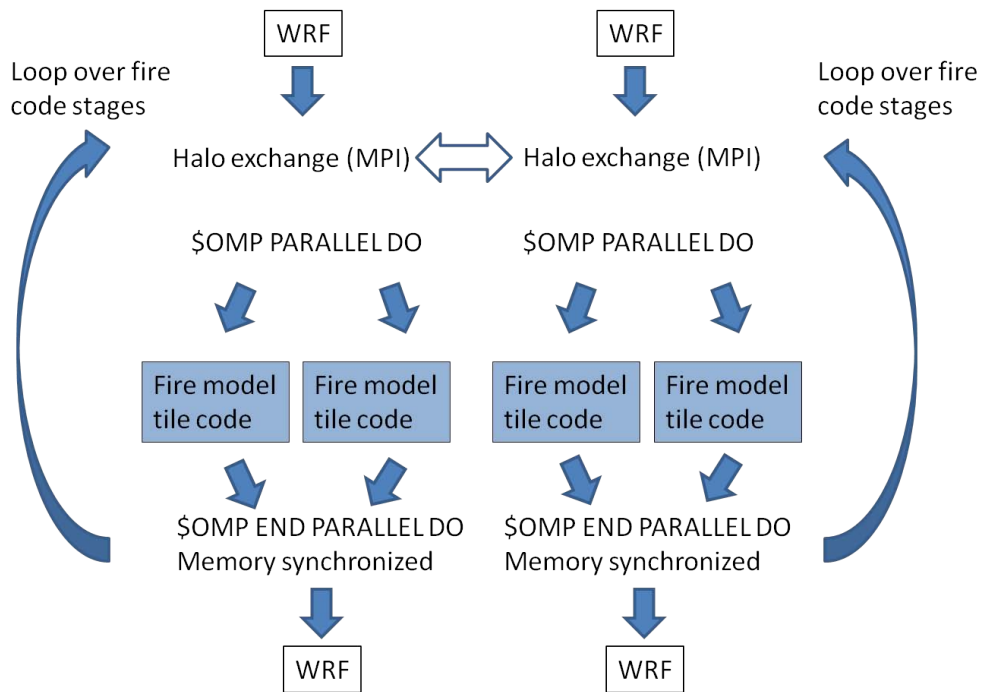 WRF
WRF
Loop over fire
code stages
Loop over fire
code stages
Halo exchange (MPI)
Halo exchange (MPI)
$OMP PARALLEL DO
$OMP PARALLEL DO
Fire model
tile code
Fire model
tile code
Fire model
tile code
Fire model
tile code
$OMP END PARALLEL DO
Memory synchronized
$OMP END PARALLEL DO
Memory synchronized
WRF
WRF